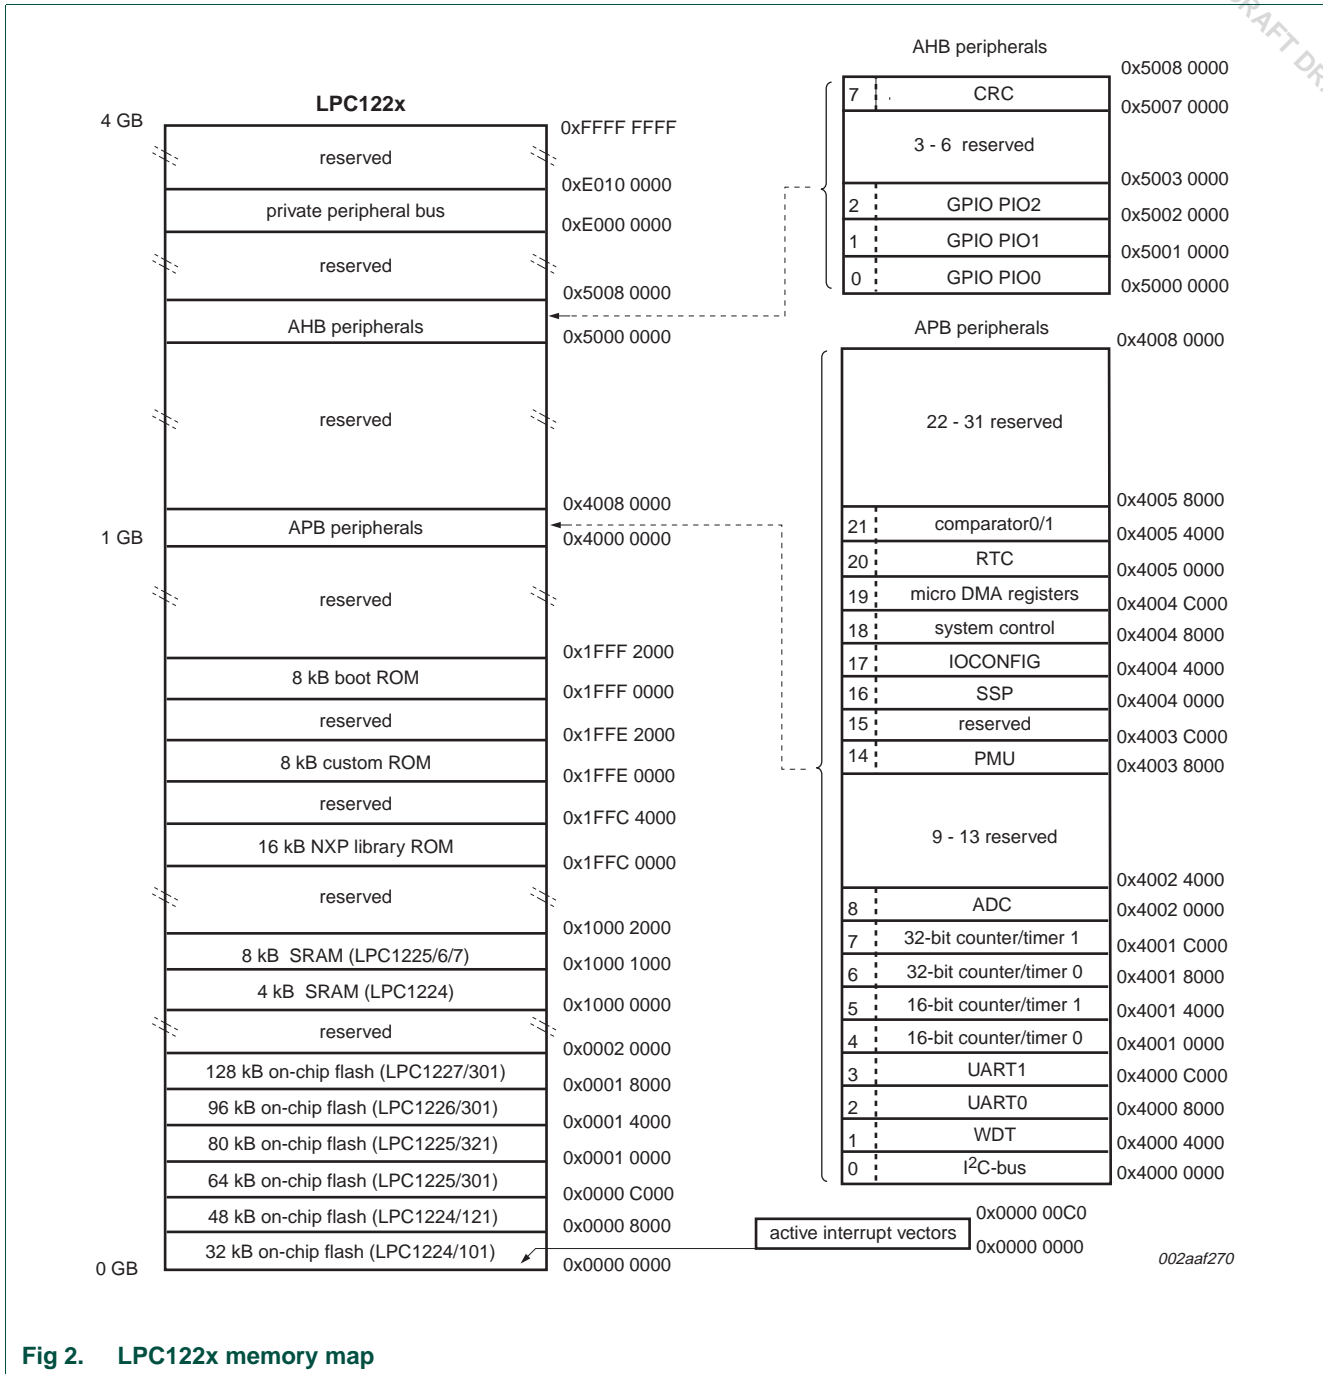 DRAFT DR
LPC122x
4 GB
0xFFFF FFFF
reserved
0xE010 0000
private peripheral bus
0xE000 0000
reserved
0x5008 0000
AHB peripherals
0x5000 0000
reserved
0x4008 0000
APB peripherals
1 GB
0x4000 0000
reserved
0x1FFF 2000
8 kB boot ROM
0x1FFF 0000
reserved
0x1FFE 2000
8 kB custom ROM
0x1FFE 0000
reserved
0x1FFC 4000
16 kB NXP library ROM
0x1FFC 0000
reserved
0x1000 2000
8 kB SRAM (LPC1225/6/7)
0x1000 1000
4 kB SRAM (LPC1224)
0x1000 0000
reserved
0x0002 0000
128 kB on-chip flash (LPC1227/301)
0x0001 8000
96 kB on-chip flash (LPC1226/301)
0x0001 4000
80 kB on-chip flash (LPC1225/321)
0x0001 0000
64 kB on-chip flash (LPC1225/301)
0x0000 C000
48 kB on-chip flash (LPC1224/121)
0x0000 8000
32 kB on-chip flash (LPC1224/101)
0 GB
0x0000 0000
AHB peripherals
0x5008 0000
7 CRC
0x5007 0000
3 - 6 reserved
0x5003 0000
2 GPIO PIO2
0x5002 0000
1 GPIO PIO1
0x5001 0000
0 GPIO PIO0
0x5000 0000
APB peripherals
0x4008 0000
22 - 31 reserved
0x4005 8000
21 comparator0/1
0x4005 4000
20 RTC
0x4005 0000
19 micro DMA registers
0x4004 C000
18 system control
0x4004 8000
17 IOCONFIG
0x4004 4000
16 SSP
0x4004 0000
15 reserved
0x4003 C000
14 PMU
0x4003 8000
9 - 13 reserved
0x4002 4000
8 ADC
0x4002 0000
7 32-bit counter/timer 1
0x4001 C000
6 32-bit counter/timer 0
0x4001 8000
5 16-bit counter/timer 1
0x4001 4000
4 16-bit counter/timer 0
0x4001 0000
3 UART1
0x4000 C000
2 UART0
0x4000 8000
1 WDT
0x4000 4000
0 I2C-bus
0x4000 0000
0x0000 00C0
active interrupt vectors
0x0000 0000
002aaf270
Fig 2. LPC122x memory map